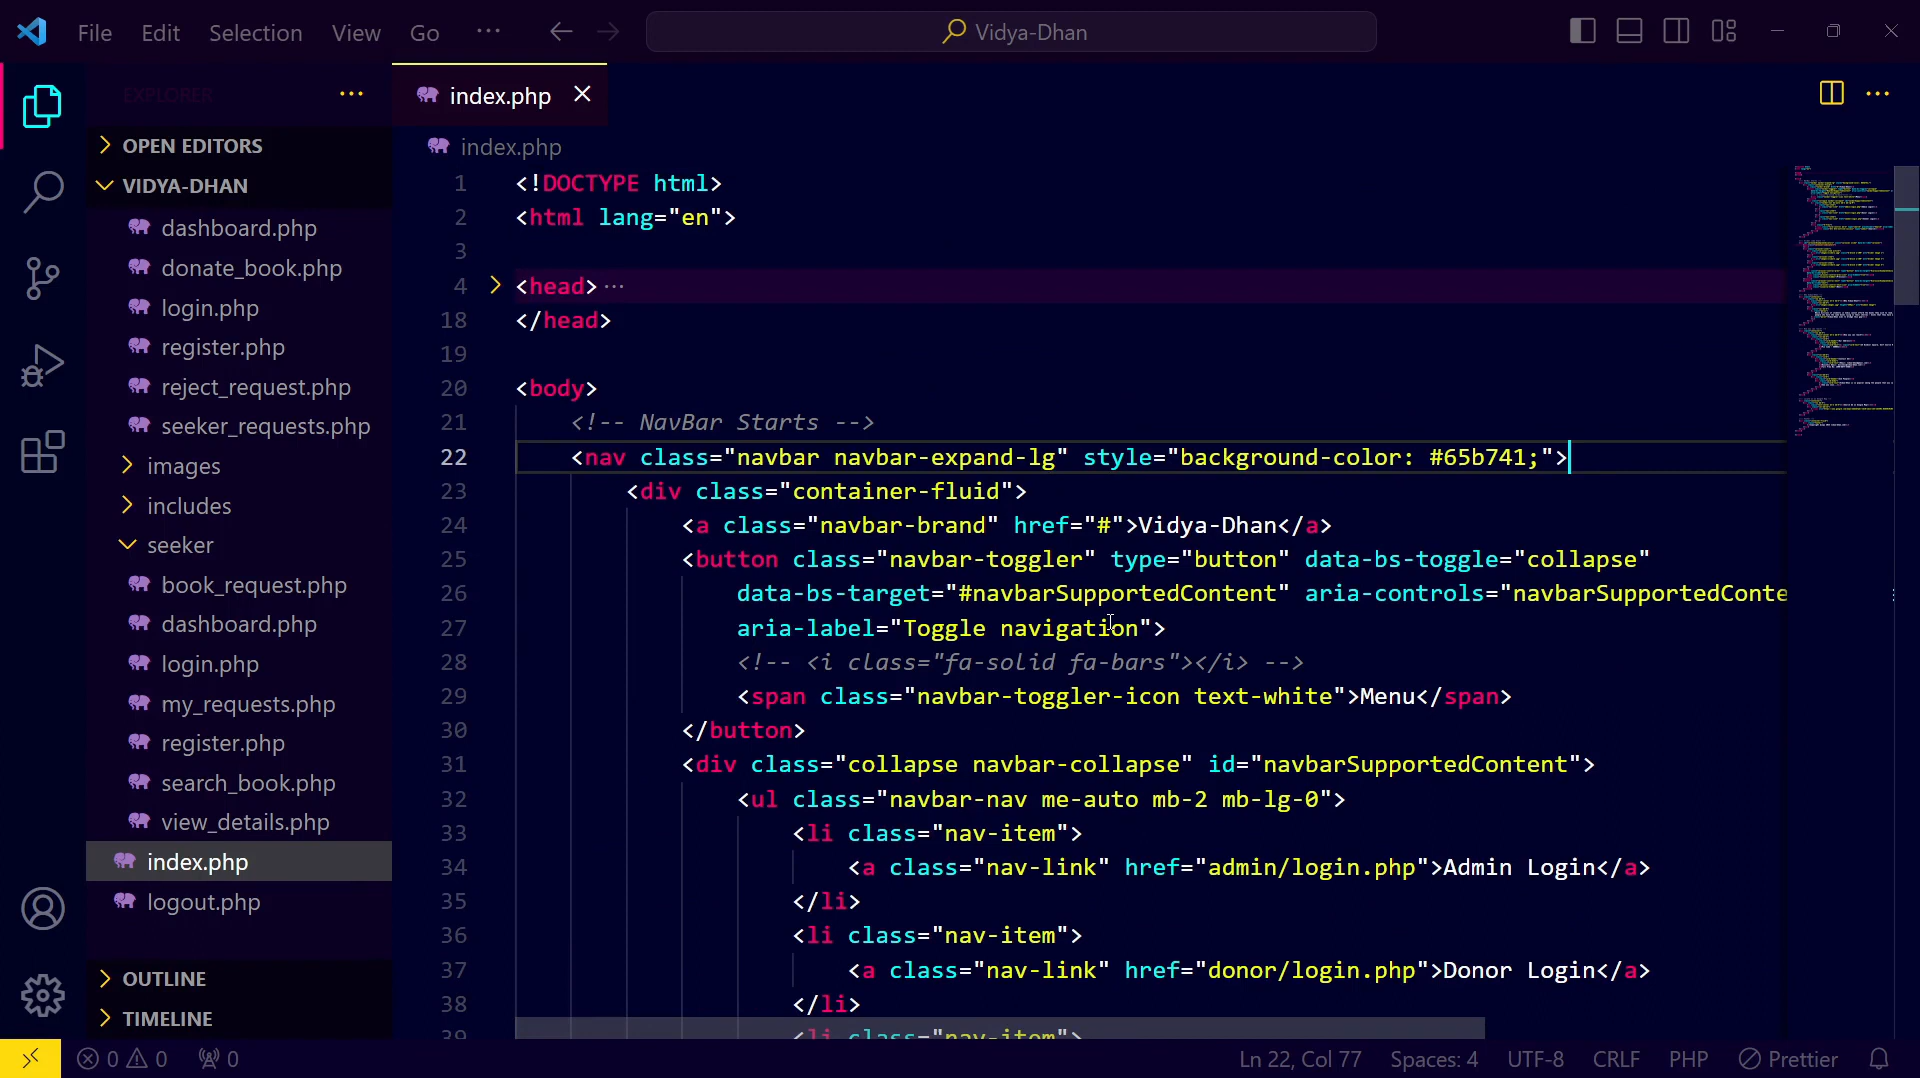 File Edit Selection View Go ··· Vidya-Dhan
EXPLORER ···
OPEN EDITORS
VIDYA-DHAN
dashboard.php
donate_book.php
login.php
register.php
reject_request.php
seeker_requests.php
images
includes
seeker
book_request.php
dashboard.php
login.php
my_requests.php
register.php
search_book.php
view_details.php
index.php
logout.php
OUTLINE
TIMELINE
index.php
index.php
1 <!DOCTYPE html>
2 <html lang="en">
3
4 <head>···
18 </head>
19
20 <body>
21 <!-- NavBar Starts -->
22 <nav class="navbar navbar-expand-lg" style="background-color: #65b741;">
23 <div class="container-fluid">
24 <a class="navbar-brand" href="#">Vidya-Dhan</a>
25 <button class="navbar-toggler" type="button" data-bs-toggle="collapse"
26 data-bs-target="#navbarSupportedContent" aria-controls="navbarSupportedConte
27 aria-label="Toggle navigation">
28 <!-- <i class="fa-solid fa-bars"></i> -->
29 <span class="navbar-toggler-icon text-white">Menu</span>
30 </button>
31 <div class="collapse navbar-collapse" id="navbarSupportedContent">
32 <ul class="navbar-nav me-auto mb-2 mb-lg-0">
33 <li class="nav-item">
34 <a class="nav-link" href="admin/login.php">Admin Login</a>
35 </li>
36 <li class="nav-item">
37 <a class="nav-link" href="donor/login.php">Donor Login</a>
38 </li>
39 <li class="nav-item">
0 0 0 Ln 22, Col 77 Spaces: 4 UTF-8 CRLF PHP Prettier